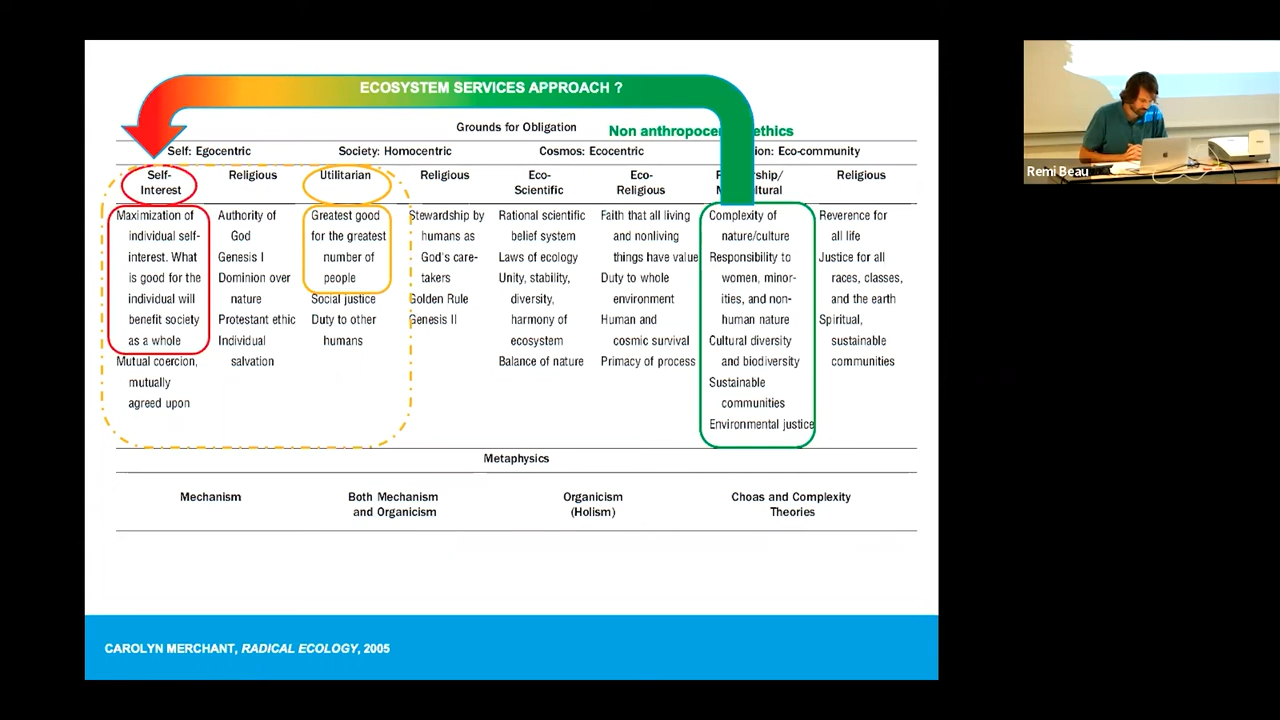 ECOSYSTEM SERVICES APPROACH ?
Grounds for Obligation
Non anthropocen ethics
Self: Egocentric
Society: Homocentric
Cosmos: Ecocentric
ion: Eco-community
Self-
Interest
Religious
Utilitarian
Religious
Eco-
Scientific
Eco-
Religious
Religious
Maximization of
individual self-
interest. What
is good for the
individual will
benefit society
as a whole
Mutual coercion,
mutually
agreed upon
Authority of
God
Genesis I
Dominion over
nature
Protestant ethic
Individual
salvation
Greatest good
for the greatest
number of
people
Social justice
Duty to other
humans
Stewardship by
humans as
God's care-
takers
Golden Rule
Genesis II
Rational scientific
belief system
Laws of ecology
Unity, stability,
diversity,
harmony of
ecosystem
Balance of nature
Faith that all living
and nonliving
things have value
Duty to whole
environment
Human and
cosmic survival
Primacy of process
Complexity of
nature/culture
Responsibility to
women, minor-
ities, and non-
human nature
Cultural diversity
and biodiversity
Sustainable
communities
Environmental justice
Reverence for
all life
Justice for all
races, classes,
and the earth
Spiritual,
sustainable
communities
Metaphysics
Mechanism
Both Mechanism
and Organicism
Organicism
(Holism)
Choas and Complexity
Theories
CAROLYN MERCHANT, RADICAL ECOLOGY, 2005
Remi Beau